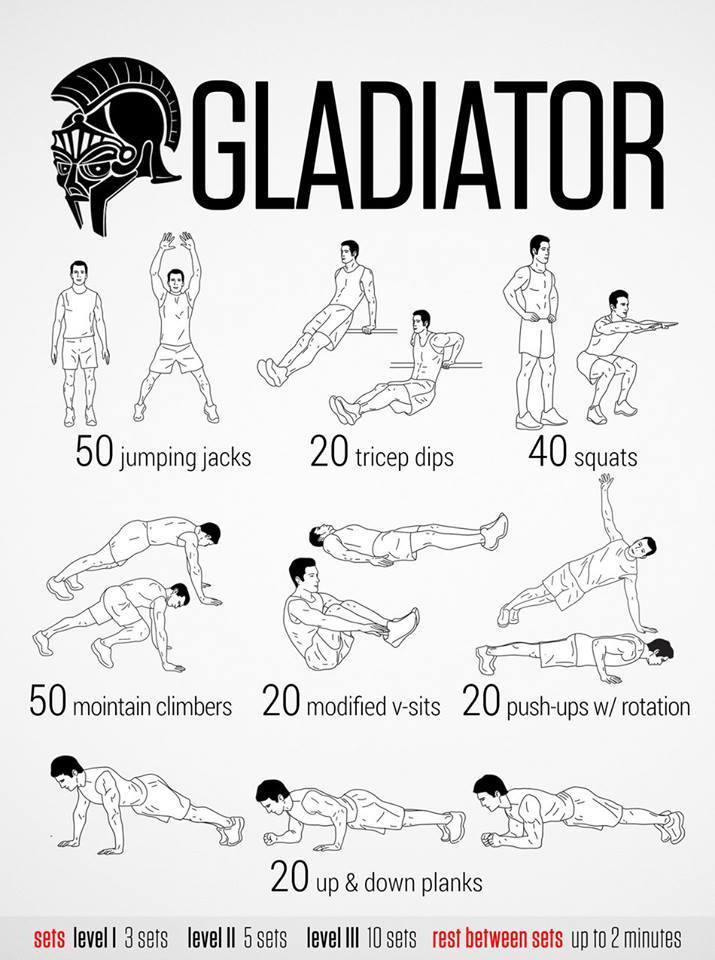 GLADIATOR
50 jumping jacks
20 tricep dips
40 squats
50 mointain climbers
20 modified v-sits
20 push-ups w/ rotation
20 up & down planks
sets level I 3 sets level II 5 sets level III 10 sets rest between sets up to 2 minutes